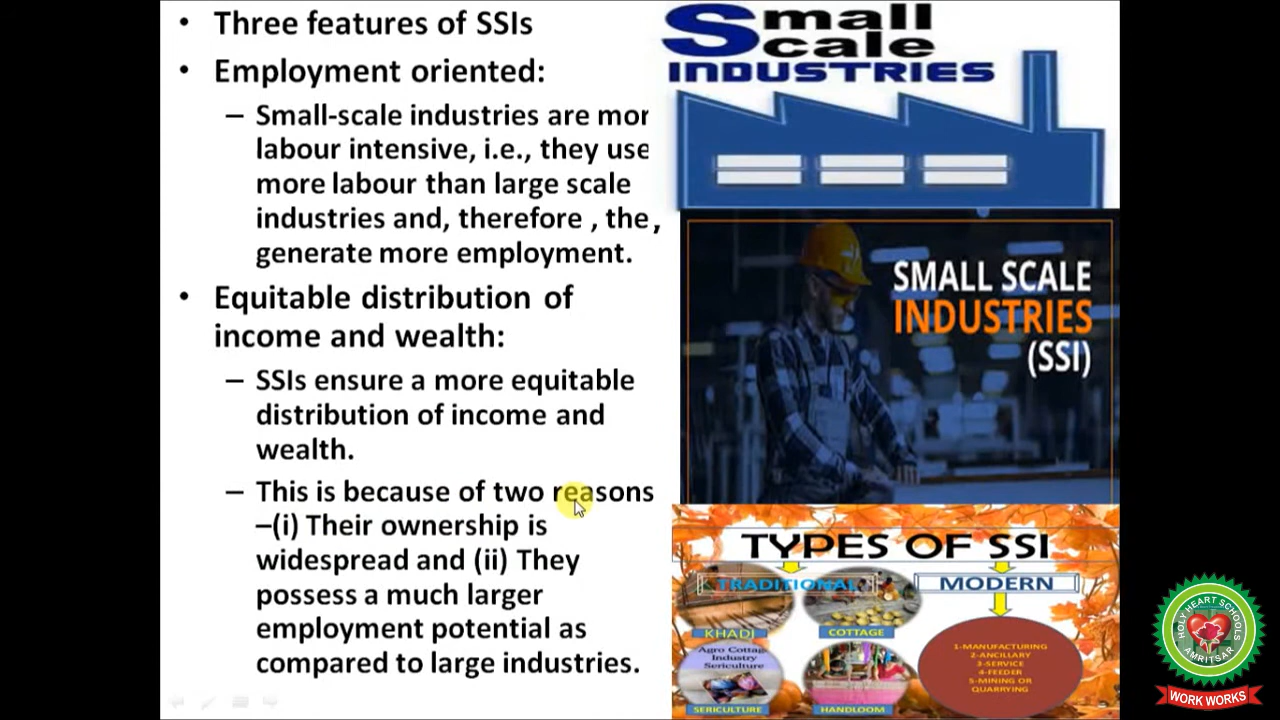 • Three features of SSIs
• Employment oriented:
– Small-scale industries are mor
labour intensive, i.e., they use
more labour than large scale
industries and, therefore , the,
generate more employment.
• Equitable distribution of
income and wealth:
– SSIs ensure a more equitable
distribution of income and
wealth.
– This is because of two reasons
–(i) Their ownership is
widespread and (ii) They
possess a much larger
employment potential as
compared to large industries.
Small
Scale
INDUSTRIES
SMALL SCALE
INDUSTRIES
(SSI)
TYPES OF SSI
TRADITIONAL
MODERN
KHADI
COTTAGE
Agro Cottag
Industry
Sericulture
SERICULTURE
HANDLOOM
1-MANUFACTURING
2-ANCILLARY
3-SERVICE
4-FEEDER
5-MINING OR
QUARRYING
HOLY HEART SCHOOLS
AMRITSAR
WORK WORKS